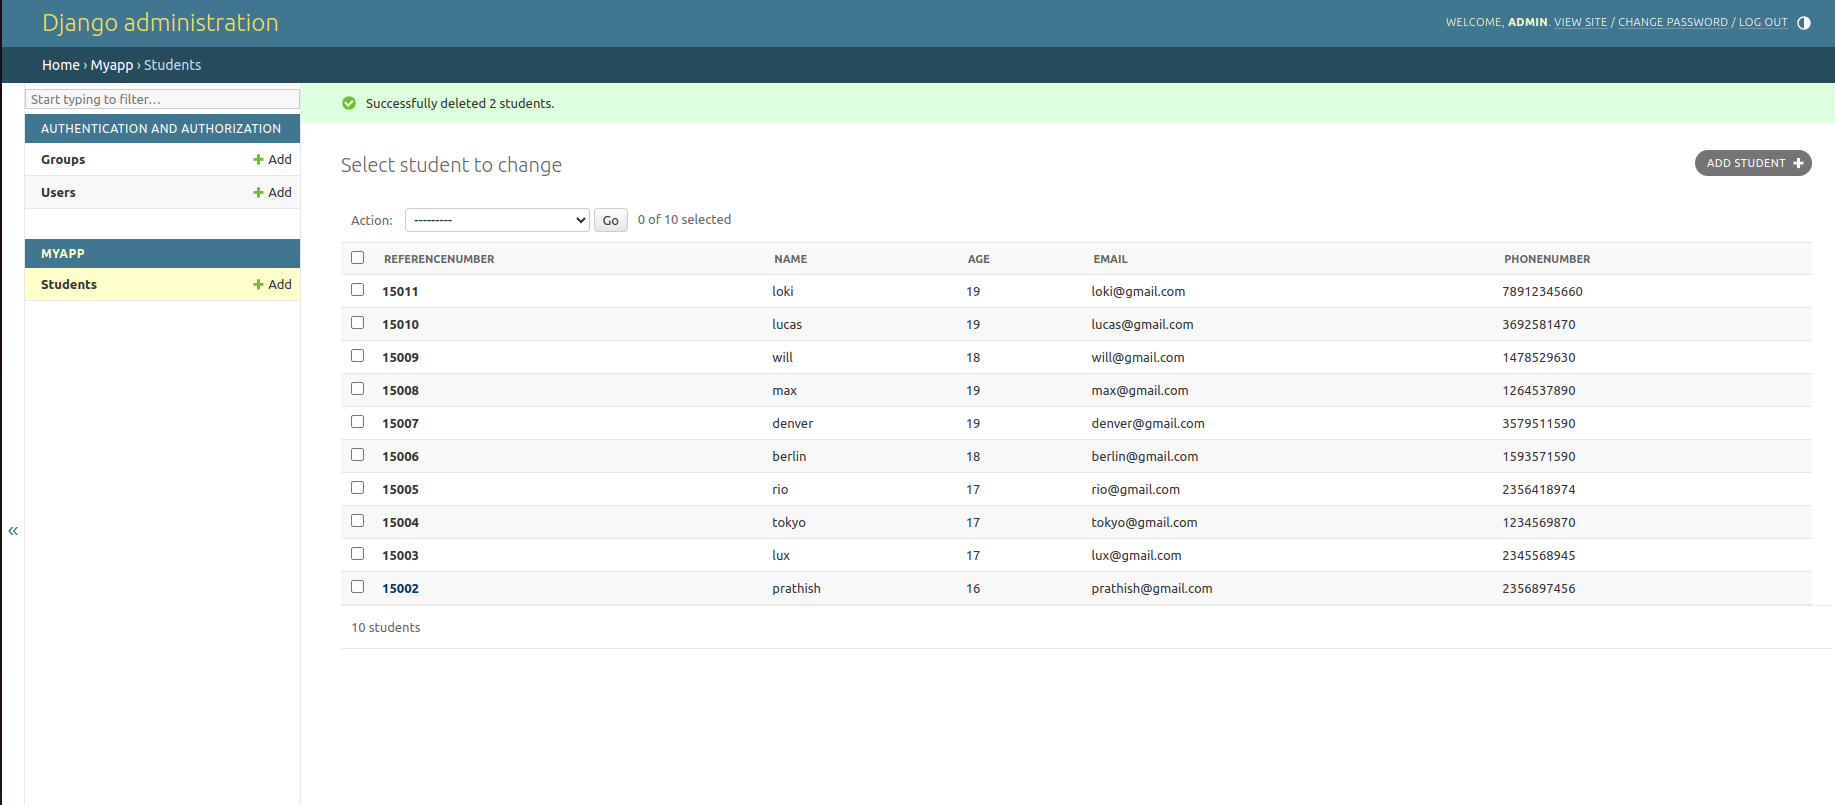 Django administration
WELCOME, ADMIN. VIEW SITE / CHANGE PASSWORD / LOG OUT
Home › Myapp › Students
Start typing to filter…
AUTHENTICATION AND AUTHORIZATION
Groups + Add
Users + Add
MYAPP
Students + Add
Successfully deleted 2 students.
Select student to change
ADD STUDENT +
Action: --------- Go 0 of 10 selected
REFERENCENUMBER NAME AGE EMAIL PHONENUMBER
15011 loki 19 loki@gmail.com 78912345660
15010 lucas 19 lucas@gmail.com 3692581470
15009 will 18 will@gmail.com 1478529630
15008 max 19 max@gmail.com 1264537890
15007 denver 19 denver@gmail.com 3579511590
15006 berlin 18 berlin@gmail.com 1593571590
15005 rio 17 rio@gmail.com 2356418974
15004 tokyo 17 tokyo@gmail.com 1234569870
15003 lux 17 lux@gmail.com 2345568945
15002 prathish 16 prathish@gmail.com 2356897456
10 students
«